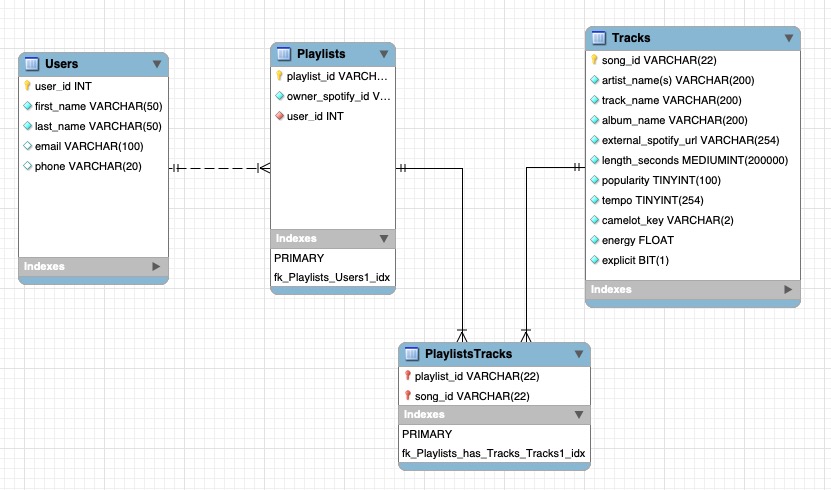 Users
user_id INT
first_name VARCHAR(50)
last_name VARCHAR(50)
email VARCHAR(100)
phone VARCHAR(20)
Indexes
Playlists
playlist_id VARCH...
owner_spotify_id V...
user_id INT
Indexes
PRIMARY
fk_Playlists_Users1_idx
Tracks
song_id VARCHAR(22)
artist_name(s) VARCHAR(200)
track_name VARCHAR(200)
album_name VARCHAR(200)
external_spotify_url VARCHAR(254)
length_seconds MEDIUMINT(200000)
popularity TINYINT(100)
tempo TINYINT(254)
camelot_key VARCHAR(2)
energy FLOAT
explicit BIT(1)
Indexes
PlaylistsTracks
playlist_id VARCHAR(22)
song_id VARCHAR(22)
Indexes
PRIMARY
fk_Playlists_has_Tracks_Tracks1_idx